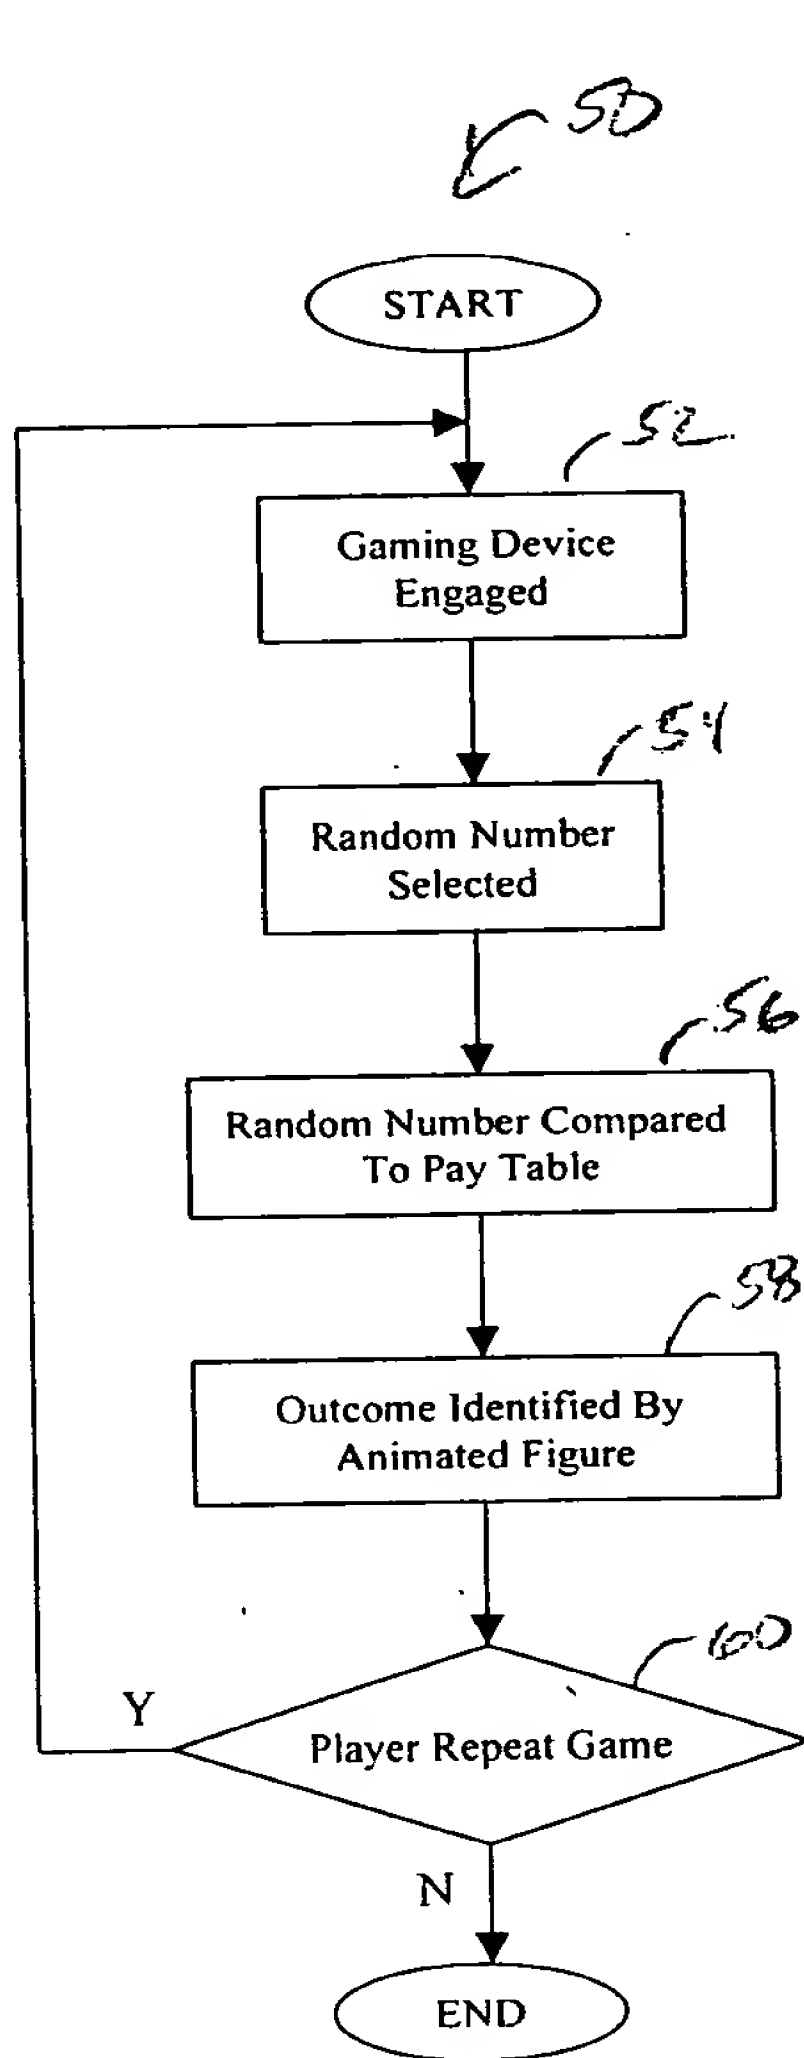 50
START
52
Gaming Device
Engaged
54
Random Number
Selected
56
Random Number Compared
To Pay Table
58
Outcome Identified By
Animated Figure
100
Y
Player Repeat Game
N
END